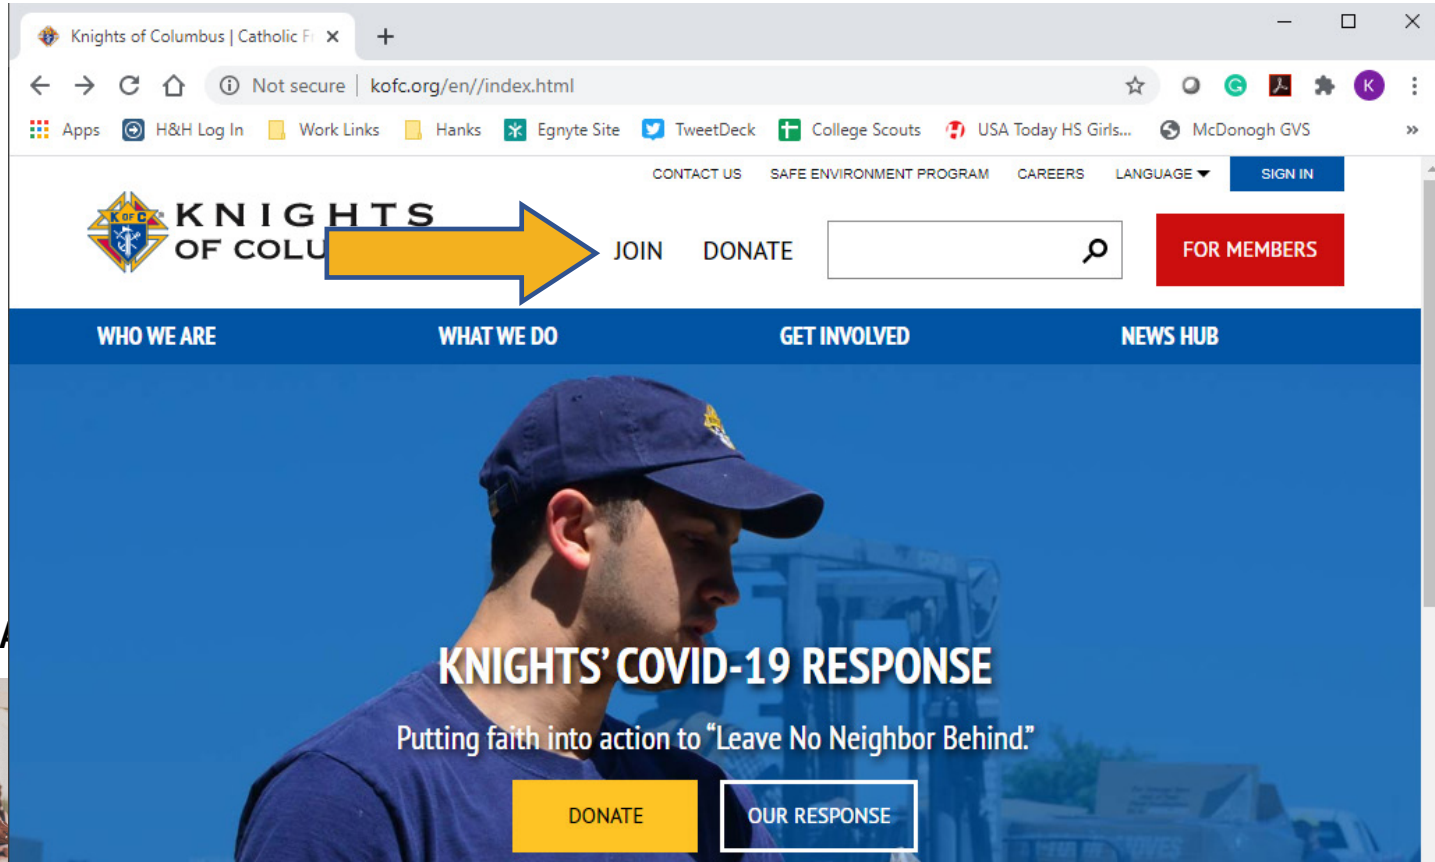 Knights of Columbus | Catholic F
Not secure | kofc.org/en//index.html
K
Apps H&H Log In Work Links Hanks Egnyte Site TweetDeck College Scouts USA Today HS Girls... McDonogh GVS »
CONTACT US SAFE ENVIRONMENT PROGRAM CAREERS LANGUAGE SIGN IN
K OF C
KNIGHTS
OF COLU
JOIN DONATE FOR MEMBERS
WHO WE ARE WHAT WE DO GET INVOLVED NEWS HUB
KNIGHTS' COVID-19 RESPONSE
Putting faith into action to “Leave No Neighbor Behind.”
DONATE OUR RESPONSE